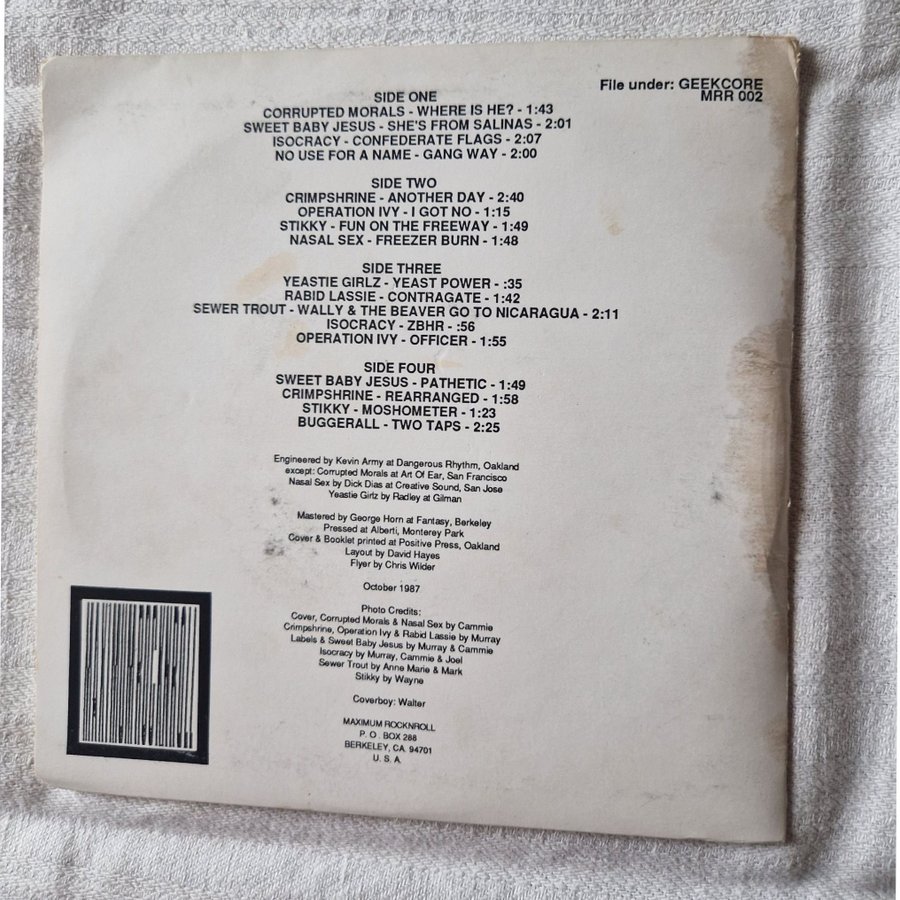 File under: GEEKCORE
MRR 002
SIDE ONE
CORRUPTED MORALS - WHERE IS HE? - 1:43
SWEET BABY JESUS - SHE'S FROM SALINAS - 2:01
ISOCRACY - CONFEDERATE FLAGS - 2:07
NO USE FOR A NAME - GANG WAY - 2:00
SIDE TWO
CRIMPSHRINE - ANOTHER DAY - 2:40
OPERATION IVY - I GOT NO - 1:15
STIKKY - FUN ON THE FREEWAY - 1:49
NASAL SEX - FREEZER BURN - 1:48
SIDE THREE
YEASTIE GIRLZ - YEAST POWER - :35
RABID LASSIE - CONTRAGATE - 1:42
SEWER TROUT - WALLY & THE BEAVER GO TO NICARAGUA - 2:11
ISOCRACY - ZBHR - :56
OPERATION IVY - OFFICER - 1:55
SIDE FOUR
SWEET BABY JESUS - PATHETIC - 1:49
CRIMPSHRINE - REARRANGED - 1:58
STIKKY - MOSHOMETER - 1:23
BUGGERALL - TWO TAPS - 2:25
Engineered by Kevin Army at Dangerous Rhythm, Oakland
except: Corrupted Morals at Art Of Ear, San Francisco
Nasal Sex by Dick Dias at Creative Sound, San Jose
Yeastie Girlz by Radley at Gilman
Mastered by George Horn at Fantasy, Berkeley
Pressed at Alberti, Monterey Park
Cover & Booklet printed at Positive Press, Oakland
Layout by David Hayes
Flyer by Chris Wilder
October 1987
Photo Credits:
Cover, Corrupted Morals & Nasal Sex by Cammie
Crimpshrine, Operation Ivy & Rabid Lassie by Murray
Labels & Sweet Baby Jesus by Murray & Cammie
Isocracy by Murray, Cammie & Joel
Sewer Trout by Anne Marie & Mark
Stikky by Wayne
Coverboy: Walter
MAXIMUM ROCKNROLL
P. O. BOX 288
BERKELEY, CA. 94701
U. S. A.